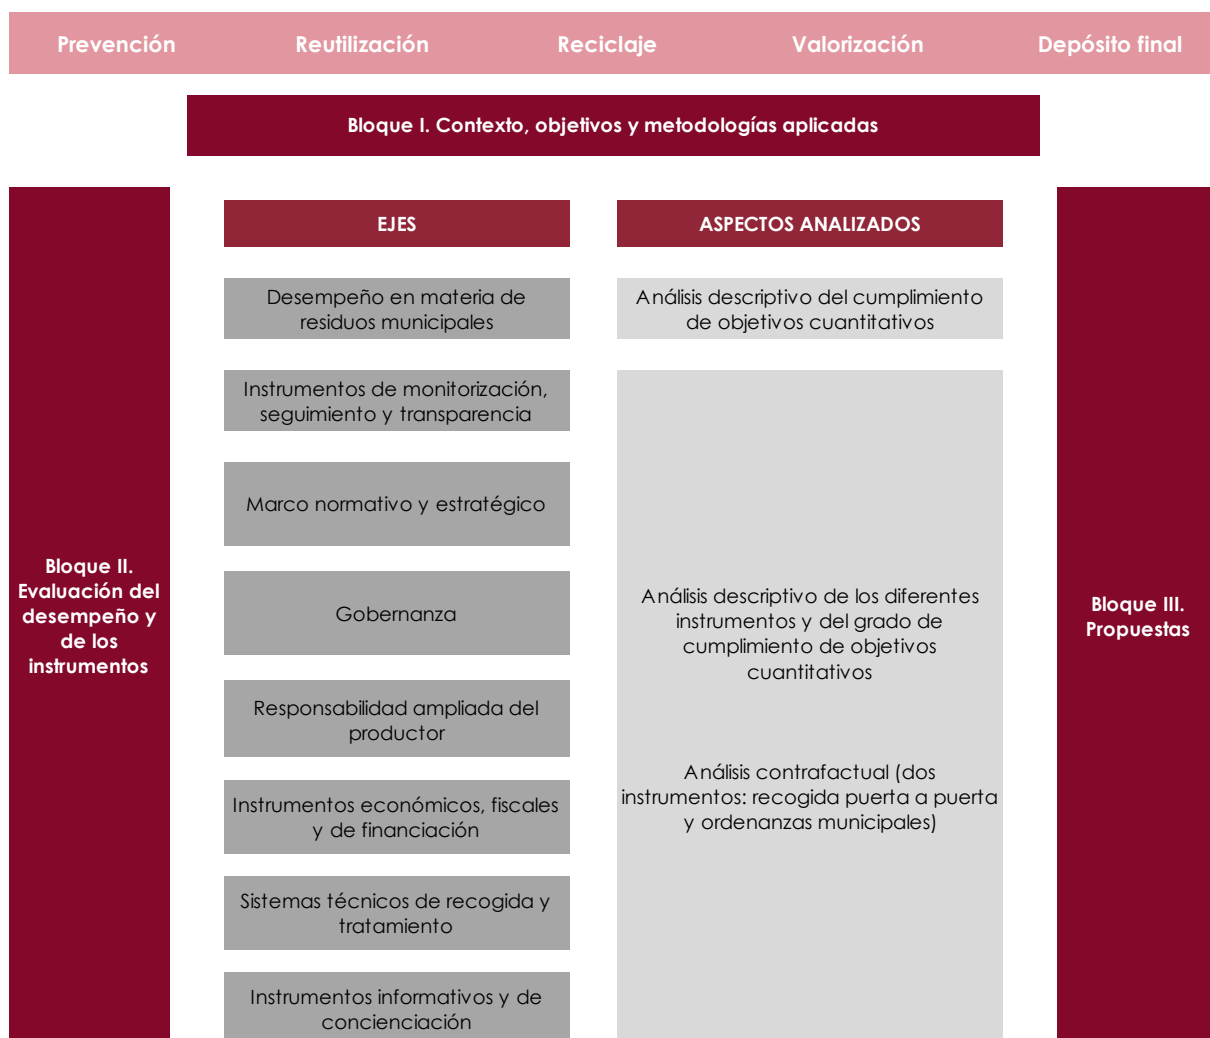 Prevención Reutilización Reciclaje Valorización Depósito final
Bloque I. Contexto, objetivos y metodologías aplicadas
Bloque II.
Evaluación del
desempeño y
de los
instrumentos
EJES
Desempeño en materia de
residuos municipales
Instrumentos de monitorización,
seguimiento y transparencia
Marco normativo y estratégico
Gobernanza
Responsabilidad ampliada del
productor
Instrumentos económicos, fiscales
y de financiación
Sistemas técnicos de recogida y
tratamiento
Instrumentos informativos y de
concienciación
ASPECTOS ANALIZADOS
Análisis descriptivo del cumplimiento
de objetivos cuantitativos
Análisis descriptivo de los diferentes
instrumentos y del grado de
cumplimiento de objetivos
cuantitativos
Análisis contrafactual (dos
instrumentos: recogida puerta a puerta
y ordenanzas municipales)
Bloque III.
Propuestas